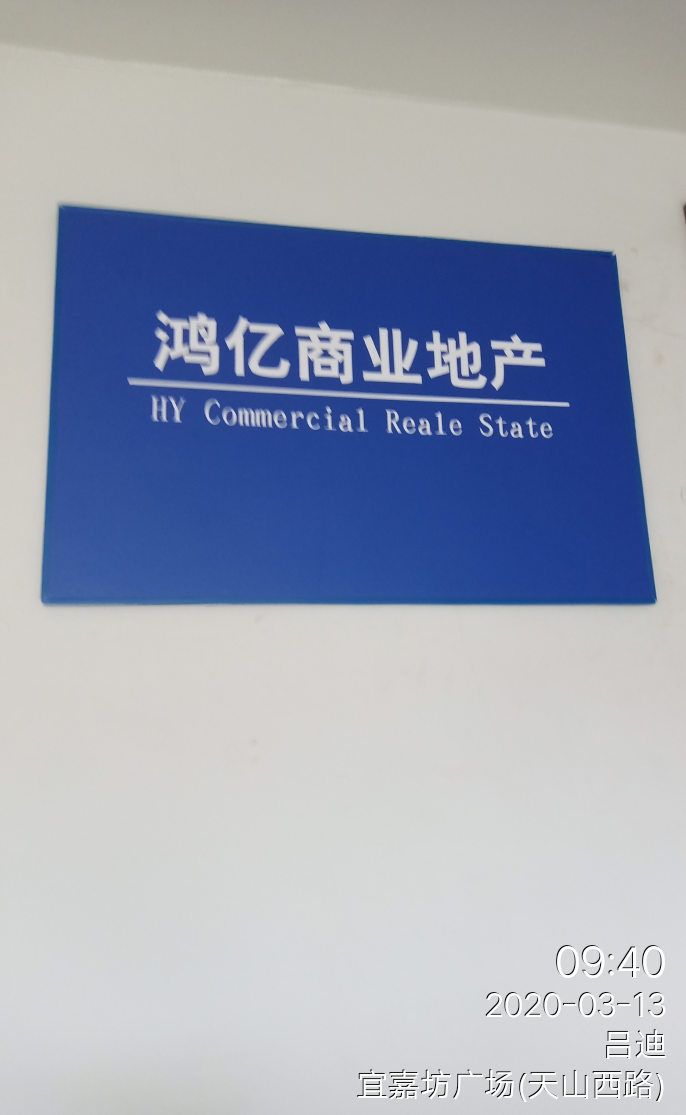 鸿亿商业地产
HY Commercial Reale State
09:40
2020-03-13
吕迪
宜嘉坊广场(天山西路)